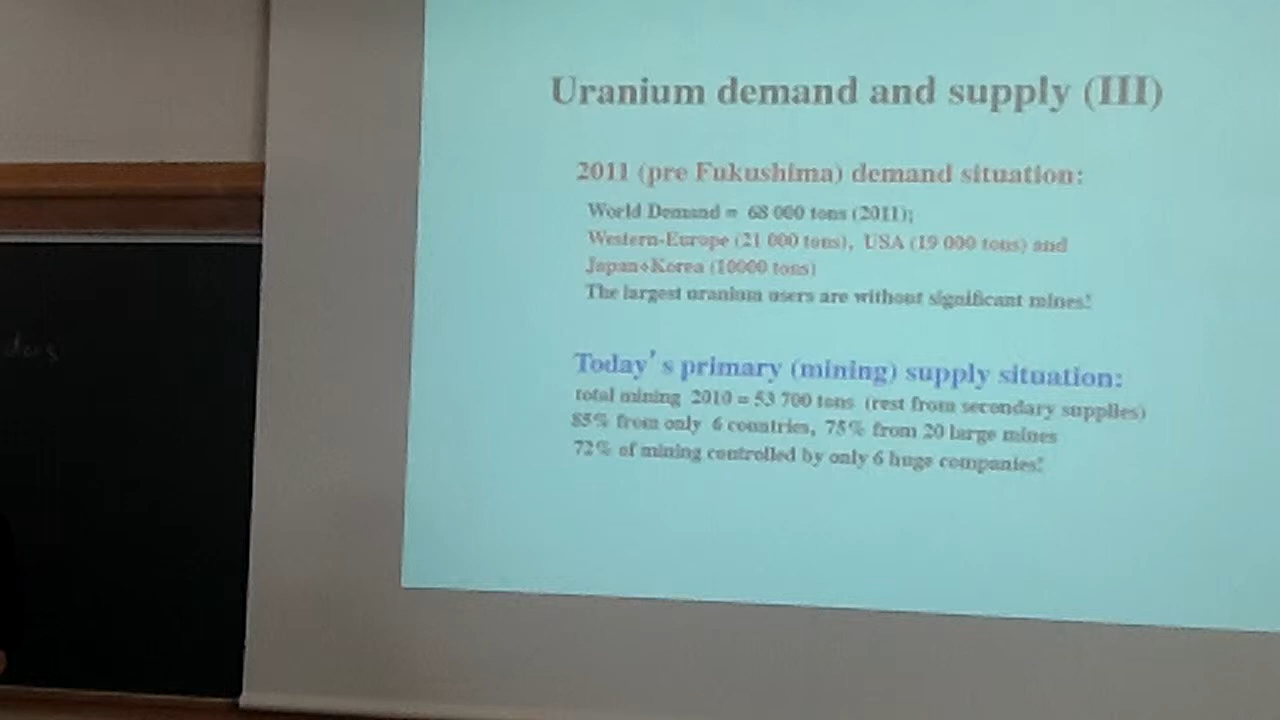 Uranium demand and supply (III)
2011 (pre Fukushima) demand situation:
World Demand = 68 000 tons (2011);
Western-Europe (21 000 tons), USA (19 000 tons) and
Japan+Korea (10000 tons)
The largest uranium users are without significant mines!
Today's primary (mining) supply situation:
total mining 2010 = 53 700 tons (rest from secondary supplies)
85% from only 6 countries, 75% from 20 large mines
72% of mining controlled by only 6 huge companies!